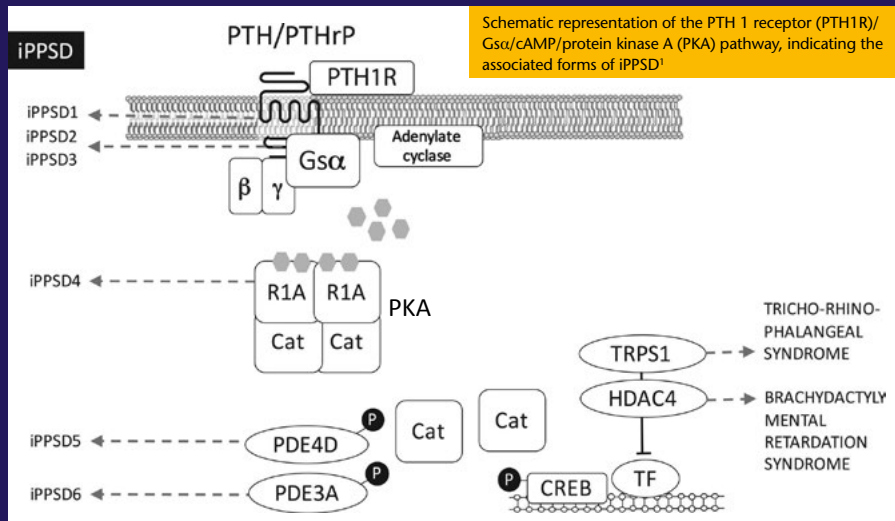 iPPSD
PTH/PTHrP
Schematic representation of the PTH 1 receptor (PTH1R)/
Gsα/cAMP/protein kinase A (PKA) pathway, indicating the
associated forms of iPPSD¹
PTH1R
iPPSD1
iPPSD2
iPPSD3
Adenylate
cyclase
Gsα
β
γ
iPPSD4
R1A
R1A
PKA
Cat
Cat
TRPS1
TRICHO-RHINO-
PHALANGEAL
SYNDROME
HDAC4
BRACHYDACTYLY
MENTAL
RETARDATION
SYNDROME
iPPSD5
PDE4D
P
Cat
Cat
iPPSD6
PDE3A
P
P
CREB
TF